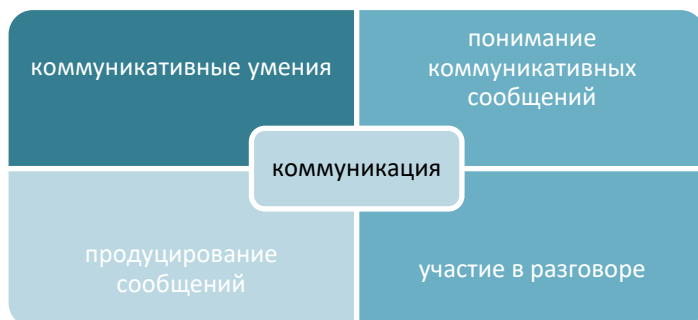 коммуникативные умения
понимание
коммуникативных
сообщений
коммуникация
продуцирование
сообщений
участие в разговоре